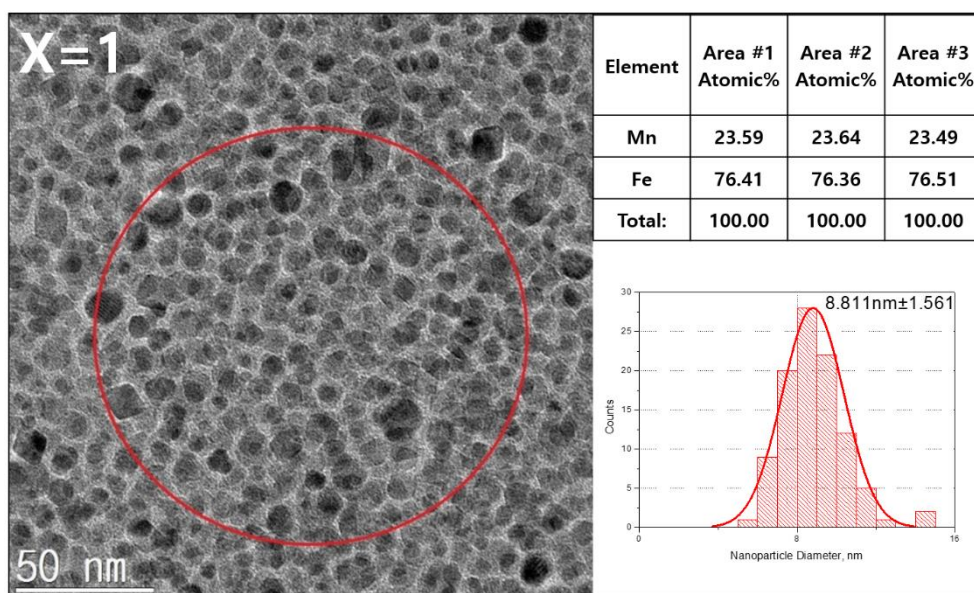 X=1
50 nm
Element Area #1 Atomic% Area #2 Atomic% Area #3 Atomic%
Mn 23.59 23.64 23.49
Fe 76.41 76.36 76.51
Total: 100.00 100.00 100.00
8.811nm±1.561
30
25
20
15
10
5
0
Counts
0 8 16
Nanoparticle Diameter, nm